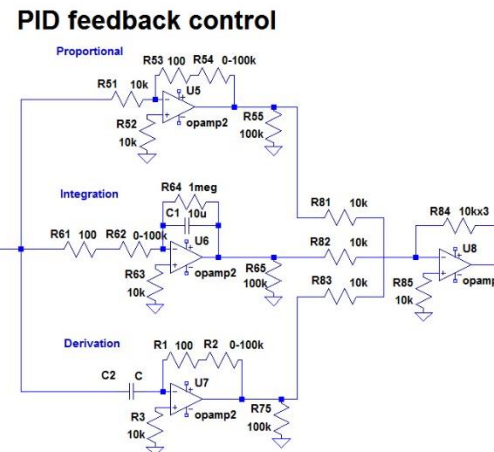 PID feedback control
Proportional
R53 100 R54 0-100k
R51 10k
U5
opamp2
R52
10k
R55
100k
Integration
R64 1meg
C1 10u
R61 100 R62 0-100k
U6
opamp2
R63
10k
R65
100k
R81 10k
R82 10k
R83 10k
R84 10kx3
U8
opamp
R85
10k
Derivation
R1 100 R2 0-100k
C2 C
U7
opamp2
R3
10k
R75
100k